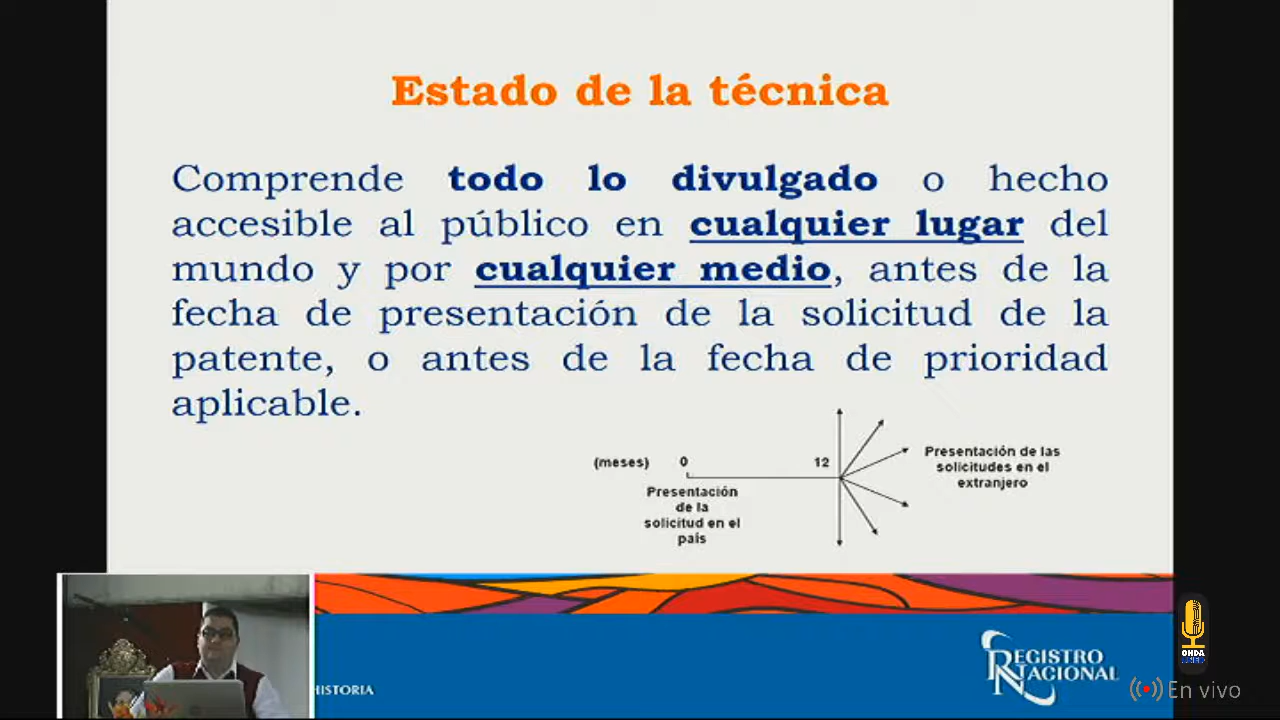 Estado de la técnica
Comprende todo lo divulgado o hecho
accesible al público en cualquier lugar del
mundo y por cualquier medio, antes de la
fecha de presentación de la solicitud de la
patente, o antes de la fecha de prioridad
aplicable.
(meses) 0 12
Presentación
de la
solicitud en el
país
Presentación de las
solicitudes en el
extranjero
HISTORIA
REGISTRO
NACIONAL
ONDA
En vivo